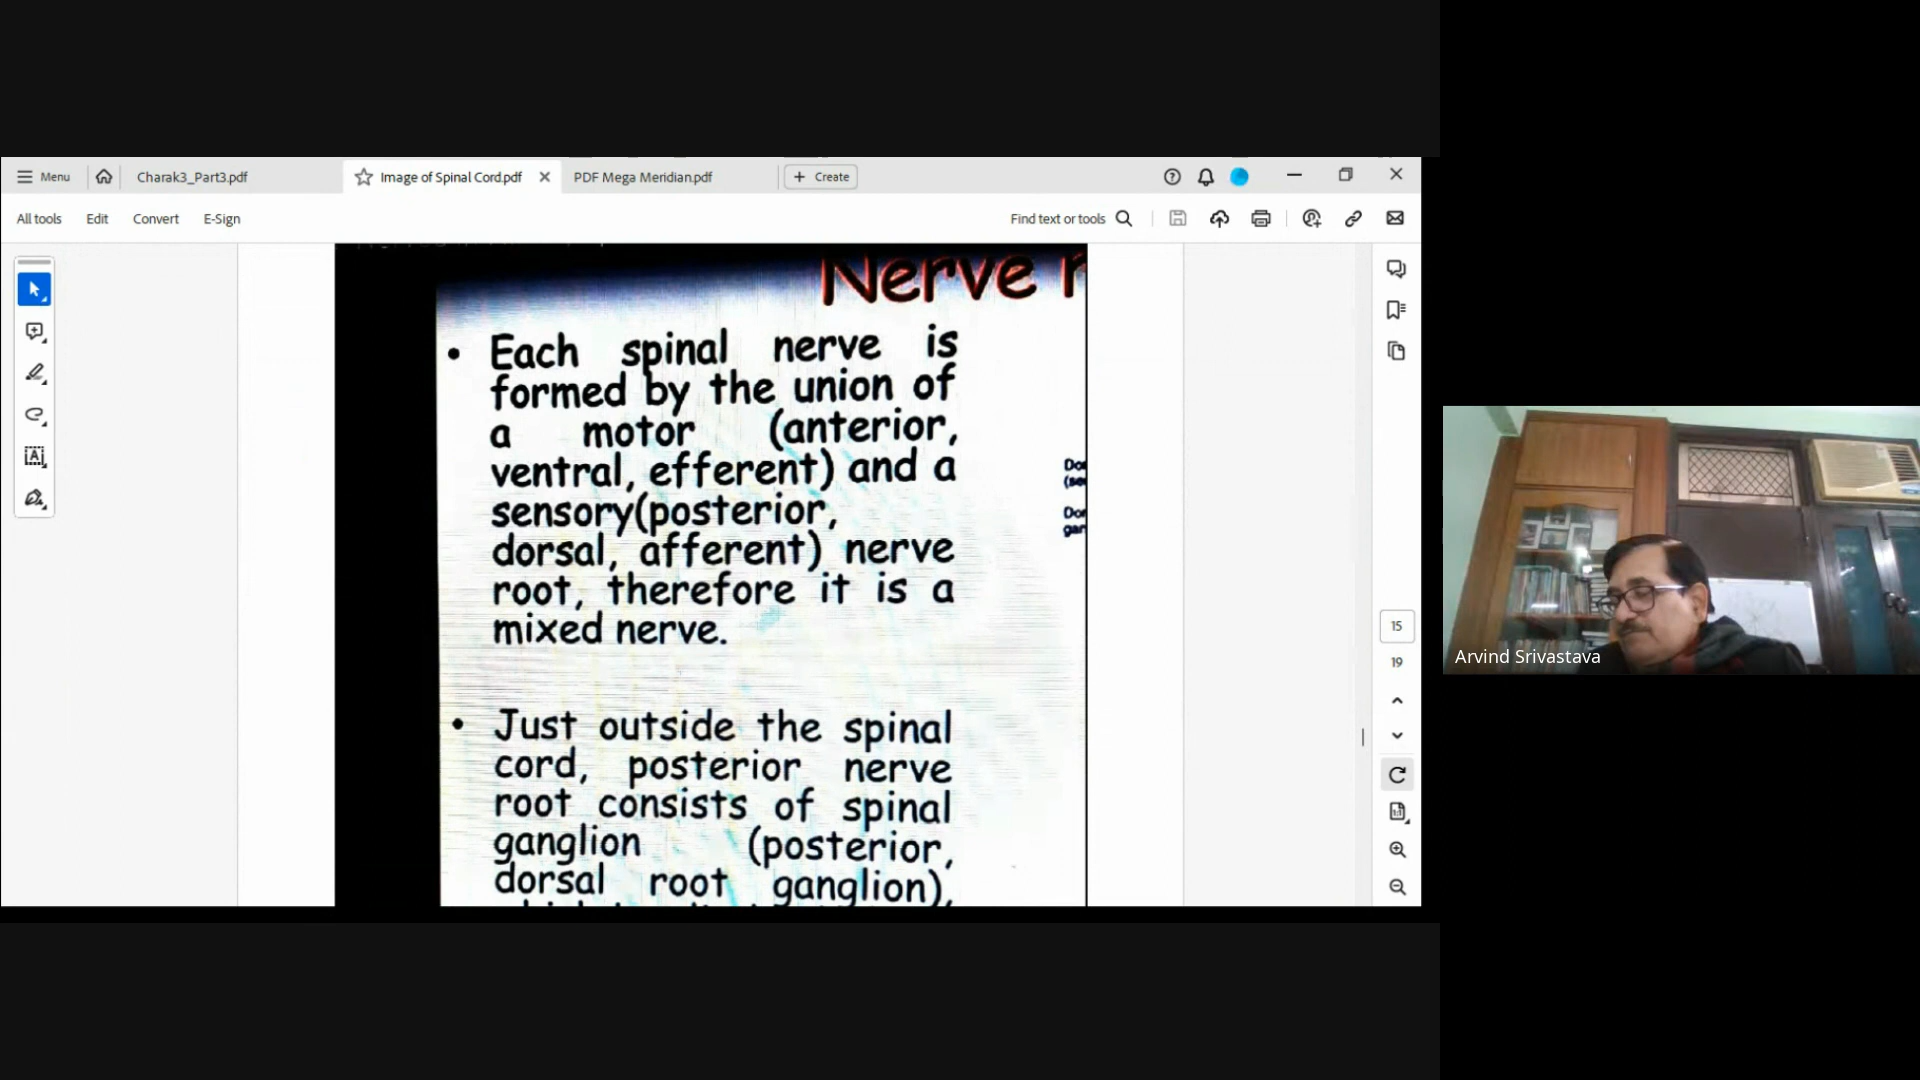 Menu
Charak3_Part3.pdf
Image of Spinal Cord.pdf
PDF Mega Meridian.pdf
Create
All tools
Edit
Convert
E-Sign
Find text or tools
Nerve
• Each spinal nerve is
formed by the union of
a motor (anterior,
ventral, efferent) and a
sensory(posterior,
dorsal, afferent) nerve
root, therefore it is a
mixed nerve.
• Just outside the spinal
cord, posterior nerve
root consists of spinal
ganglion (posterior,
dorsal root ganglion),
15
19
Arvind Srivastava